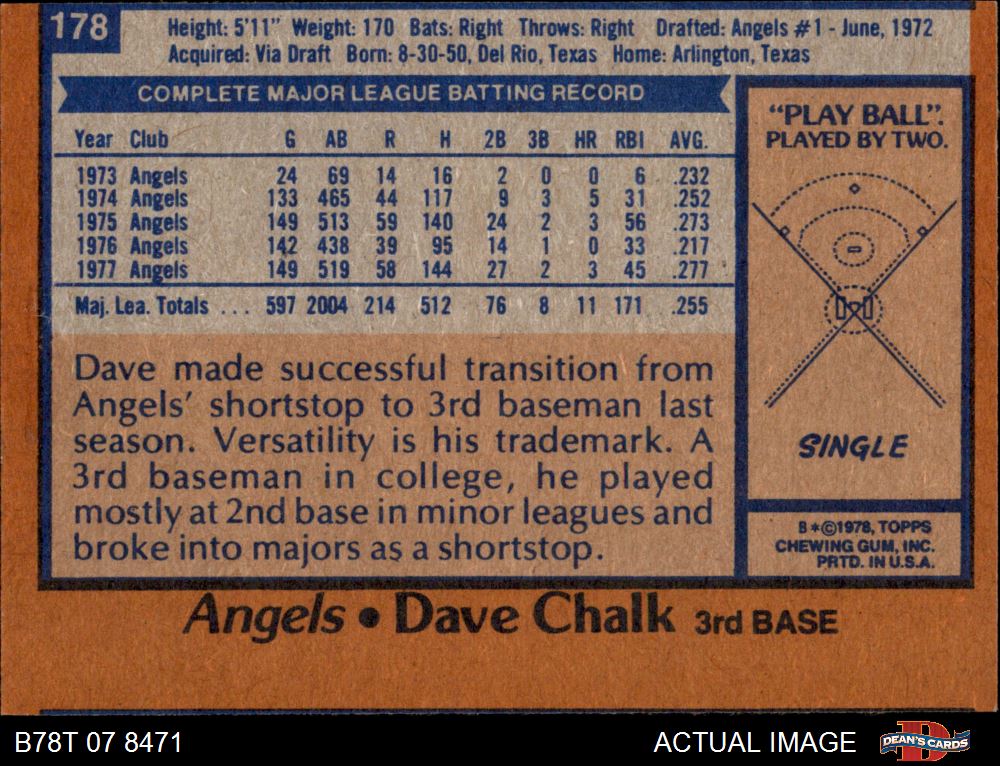 178
Height: 5'11" Weight: 170 Bats: Right Throws: Right Drafted: Angels #1 - June, 1972
Acquired: Via Draft Born: 8-30-50, Del Rio, Texas Home: Arlington, Texas
COMPLETE MAJOR LEAGUE BATTING RECORD
Year Club G AB R H 2B 3B HR RBI AVG.
1973 Angels 24 69 14 16 2 0 0 6 .232
1974 Angels 133 465 44 117 9 3 5 31 .252
1975 Angels 149 513 59 140 24 2 3 56 .273
1976 Angels 142 438 39 95 14 1 0 33 .217
1977 Angels 149 519 58 144 27 2 3 45 .277
Maj. Lea. Totals ... 597 2004 214 512 76 8 11 171 .255
Dave made successful transition from
Angels' shortstop to 3rd baseman last
season. Versatility is his trademark. A
3rd baseman in college, he played
mostly at 2nd base in minor leagues and
broke into majors as a shortstop.
"PLAY BALL".
PLAYED BY TWO.
SINGLE
B*©1978, TOPPS
CHEWING GUM, INC.
PRTD. IN U.S.A.
Angels • Dave Chalk 3rd BASE
B78T 07 8471
ACTUAL IMAGE
DEAN'S CARDS